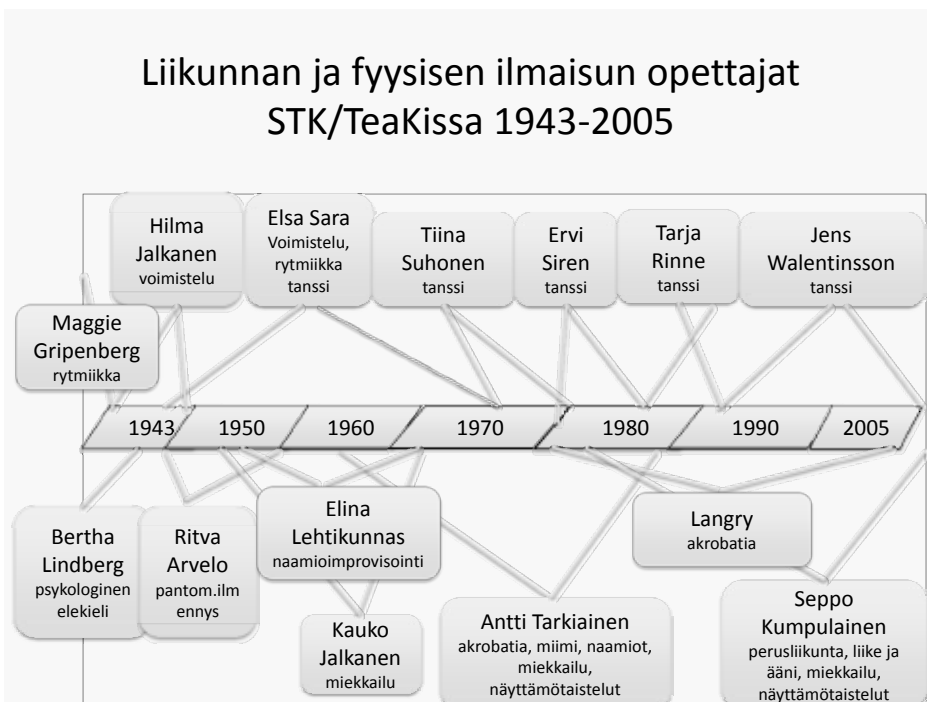 Liikunnan ja fyysisen ilmaisun opettajat
STK/TeaKissa 1943-2005
Hilma
Jalkanen
voimistelu
Elsa Sara
Voimistelu,
rytmiikka
tanssi
Tiina
Suhonen
tanssi
Ervi
Siren
tanssi
Tarja
Rinne
tanssi
Jens
Walentinsson
tanssi
Maggie
Gripenberg
rytmiikka
1943 1950 1960 1970 1980 1990 2005
Bertha
Lindberg
psykologinen
elekieli
Ritva
Arvelo
pantom.ilm
ennys
Elina
Lehtikunnas
naamioimprovisointi
Kauko
Jalkanen
miekkailu
Antti Tarkiainen
akrobatia, miimi, naamiot,
miekkailu,
näyttämötaistelut
Langry
akrobatia
Seppo
Kumpulainen
perusliikunta, liike ja
ääni, miekkailu,
näyttämötaistelut